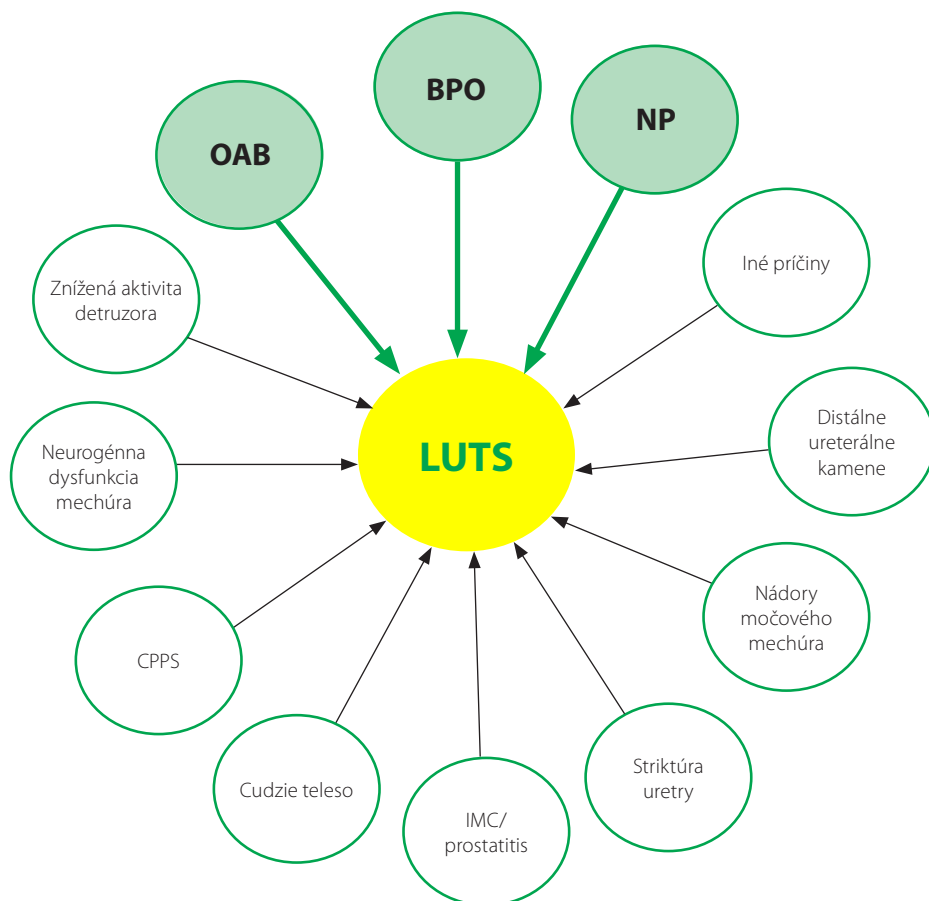 BPO
NP
OAB
Iné príčiny
Znížená aktivita
detruzora
Distálne
ureterálne
kamene
LUTS
Neurogénna
dysfunkcia
mechúra
Nádory
močového
mechúra
CPPS
Striktúra
uretry
Cudzie teleso
IMC/
prostatitis